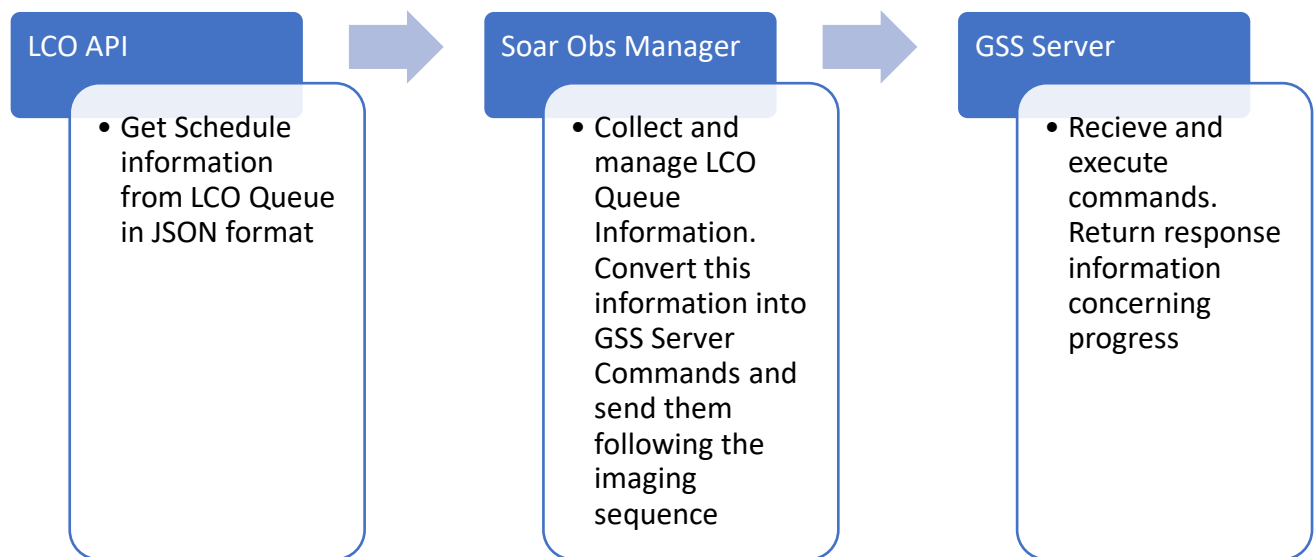 LCO API
• Get Schedule
information
from LCO Queue
in JSON format
Soar Obs Manager
• Collect and
manage LCO
Queue
Information.
Convert this
information into
GSS Server
Commands and
send them
following the
imaging
sequence
GSS Server
• Recieve and
execute
commands.
Return response
information
concerning
progress